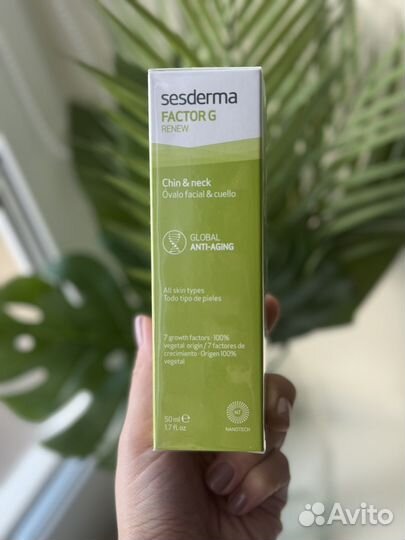 sesderma
FACTOR G
RENEW
Chin & neck
Óvalo facial & cuello
GLOBAL
ANTI-AGING
All skin types
Todo tipo de pieles
7 growth factors · 100%
vegetal origin / 7 factores de
crecimiento · Origen 100%
vegetal
50 ml ℮
1.7 fl.oz
NT
NANOTECH
Avito